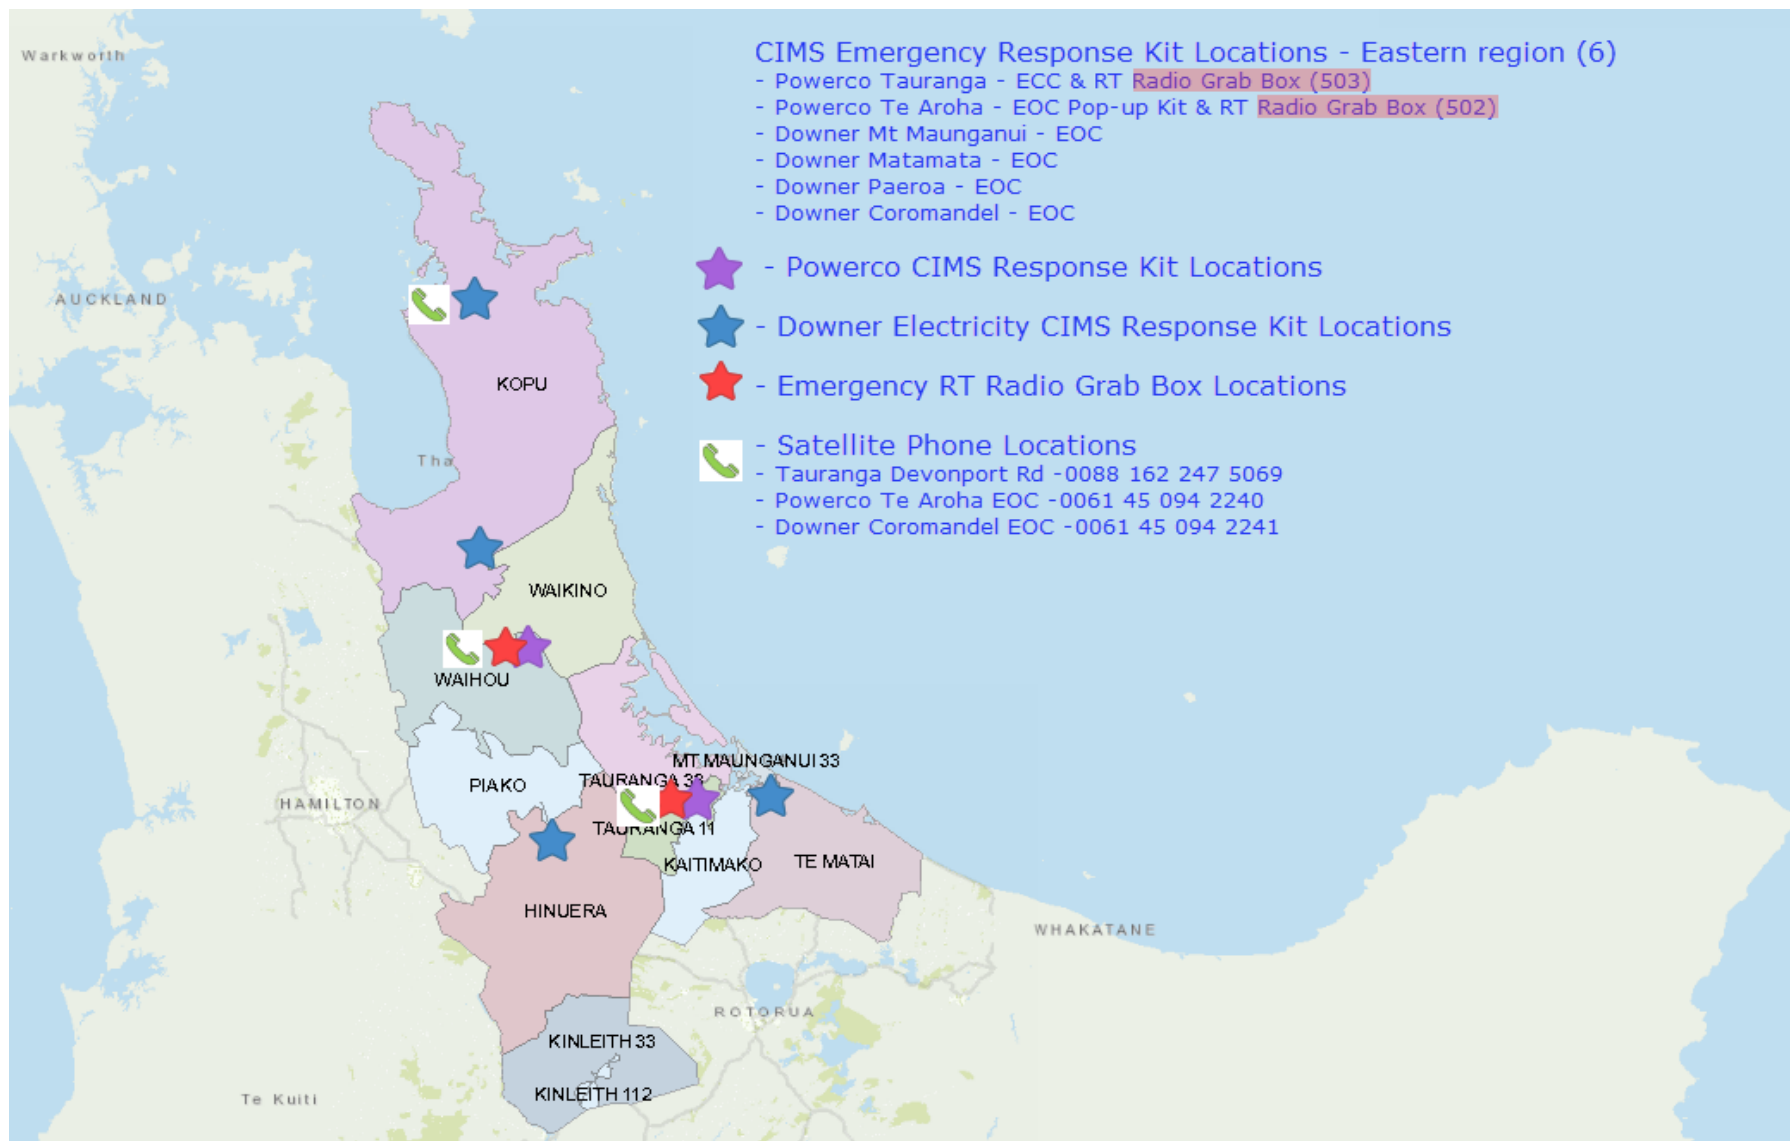 Warkworth
CIMS Emergency Response Kit Locations - Eastern region (6)
- Powerco Tauranga - ECC & RT Radio Grab Box (503)
- Powerco Te Aroha - EOC Pop-up Kit & RT Radio Grab Box (502)
- Downer Mt Maunganui - EOC
- Downer Matamata - EOC
- Downer Paeroa - EOC
- Downer Coromandel - EOC
- Powerco CIMS Response Kit Locations
AUCKLAND
- Downer Electricity CIMS Response Kit Locations
KOPU
- Emergency RT Radio Grab Box Locations
- Satellite Phone Locations
Tha
- Tauranga Devonport Rd -0088 162 247 5069
- Powerco Te Aroha EOC -0061 45 094 2240
- Downer Coromandel EOC -0061 45 094 2241
WAIKINO
WAIHOU
MT MAUNGANUI 33
TAURANGA 33
PIAKO
HAMILTON
TAURANGA 11
KAITIMAKO
TE MATAI
HINUERA
WHAKATANE
ROTORUA
KINLEITH 33
KINLEITH 112
Te Kuiti